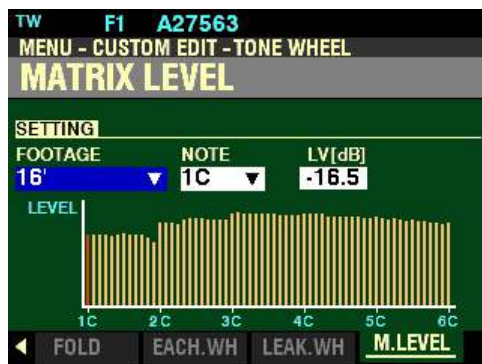 TW F1 A27563
MENU - CUSTOM EDIT - TONE WHEEL
MATRIX LEVEL
SETTING
FOOTAGE NOTE LV[dB]
16' ▼ 1C ▼ -16.5
LEVEL
1C 2C 3C 4C 5C 6C
◀ FOLD EACH.WH LEAK.WH M.LEVEL